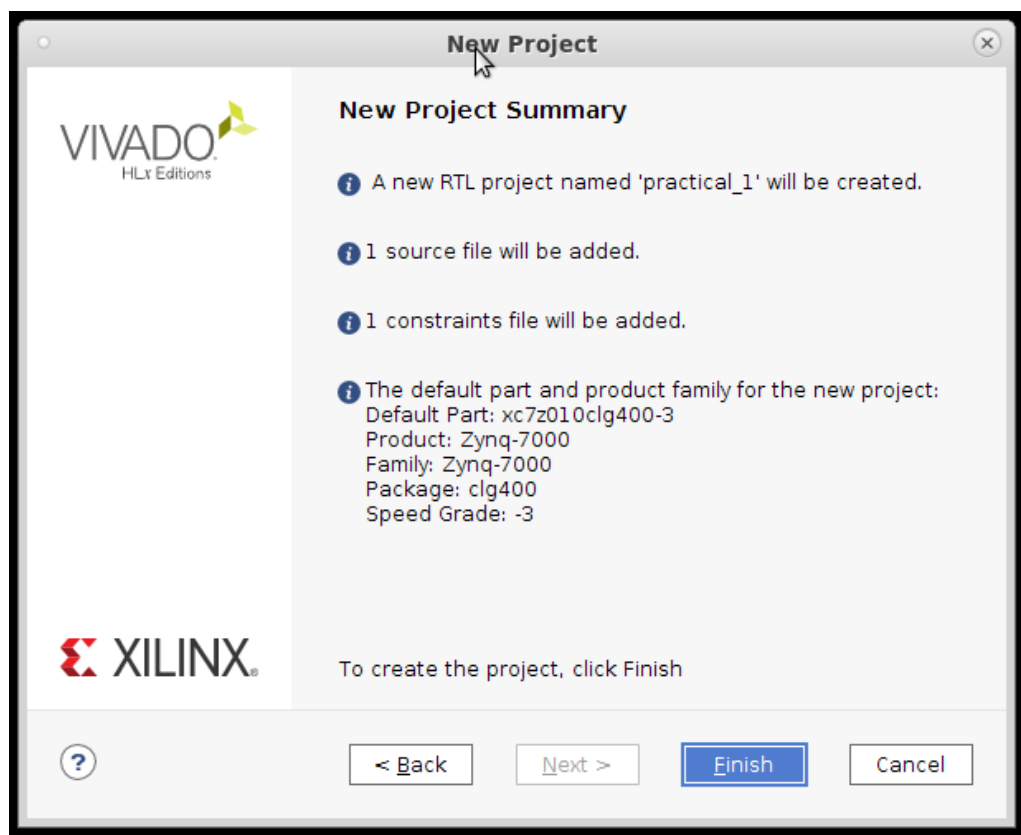 New Project
VIVADO
HLx Editions
New Project Summary
A new RTL project named 'practical_1' will be created.
1 source file will be added.
1 constraints file will be added.
The default part and product family for the new project:
Default Part: xc7z010clg400-3
Product: Zynq-7000
Family: Zynq-7000
Package: clg400
Speed Grade: -3
XILINX®
To create the project, click Finish
?
< Back
Next >
Finish
Cancel